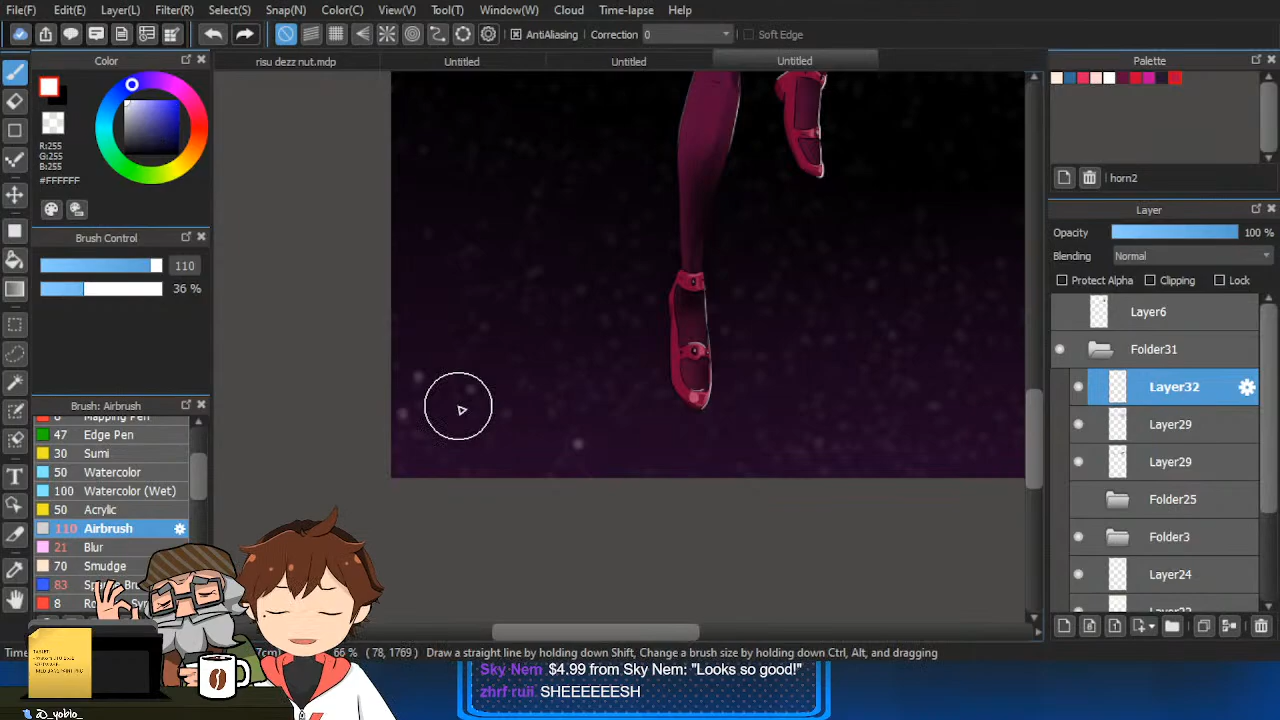 File(F) Edit(E) Layer(L) Filter(R) Select(S) Snap(N) Color(C) View(V) Tool(T) Window(W) Cloud Time-lapse Help
AntiAliasing Correction 0 Soft Edge
Color
risu dezz nut.mdp Untitled Untitled Untitled
Palette
R:255
G:255
B:255
#FFFFFF
horn2
Brush Control
110
36 %
Layer
Opacity 100 %
Blending Normal
Protect Alpha Clipping Lock
Layer6
Folder31
Layer32
Layer29
Layer29
Folder25
Folder3
Layer24
Brush: Airbrush
47 Edge Pen
30 Sumi
50 Watercolor
100 Watercolor (Wet)
50 Acrylic
110 Airbrush
21 Blur
70 Smudge
83
8
66 % (78, 1769) Draw a straight line by holding down Shift, Change a brush size by holding down Ctrl, Alt, and dragging
Sky Nem $4.99 from Sky Nem: "Looks so good!"
zhrf ruii SHEEEEEESH
@_yoblo_